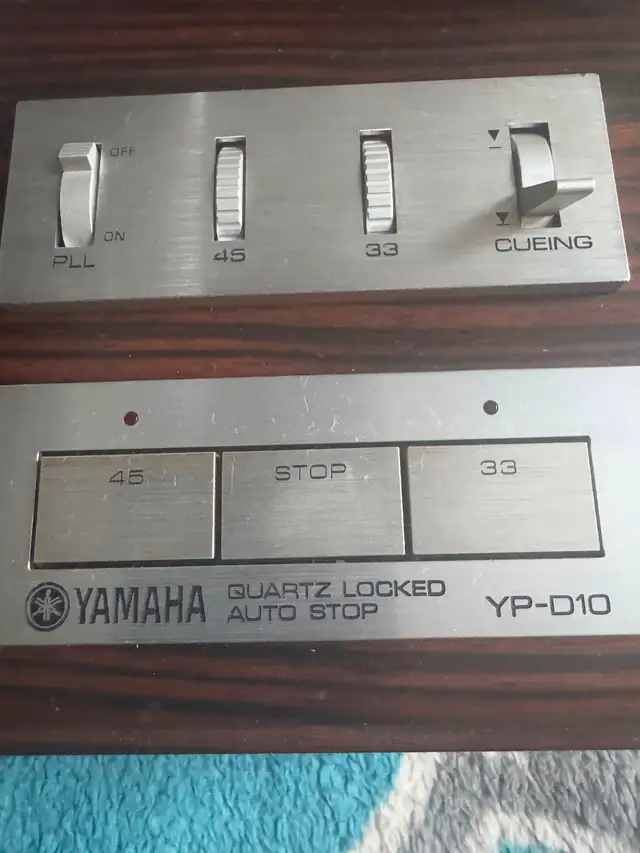 OFF
ON
PLL
45
33
CUEING
45
STOP
33
YAMAHA
QUARTZ LOCKED
AUTO STOP
YP-D10